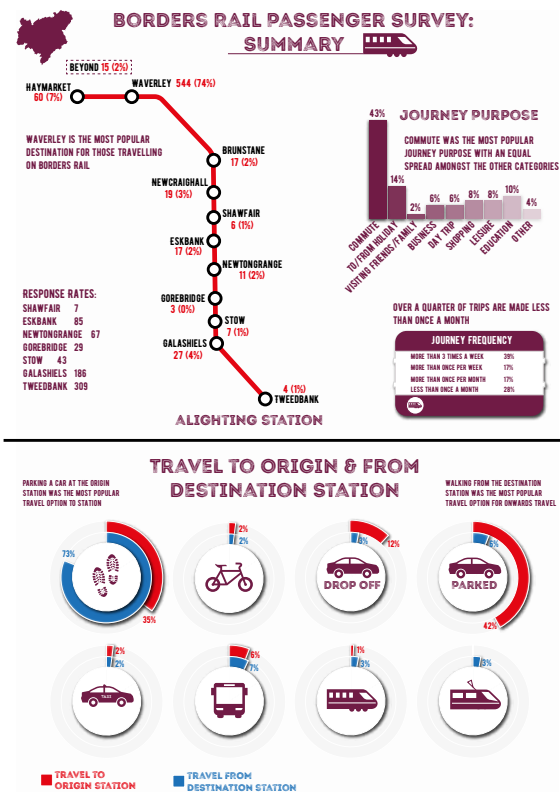 BORDERS RAIL PASSENGER SURVEY:
SUMMARY
BEYOND 15 (2%)
HAYMARKET
60 (7%)
WAVERLEY 544 (74%)
WAVERLEY IS THE MOST POPULAR
DESTINATION FOR THOSE TRAVELLING
ON BORDERS RAIL
BRUNSTANE
17 (2%)
NEWCRAIGHALL
19 (3%)
SHAWFAIR
6 (1%)
ESKBANK
17 (2%)
NEWTONGRANGE
11 (2%)
GOREBRIDGE
3 (0%)
STOW
7 (1%)
GALASHIELS
27 (4%)
4 (1%)
TWEEDBANK
ALIGHTING STATION
RESPONSE RATES:
SHAWFAIR 7
ESKBANK 85
NEWTONGRANGE 67
GOREBRIDGE 29
STOW 43
GALASHIELS 186
TWEEDBANK 309
JOURNEY PURPOSE
COMMUTE WAS THE MOST POPULAR
JOURNEY PURPOSE WITH AN EQUAL
SPREAD AMONGST THE OTHER CATEGORIES
43%
14%
2%
6%
6%
8%
8%
10%
4%
COMMUTE
TO/FROM HOLIDAY
VISITING FRIENDS/FAMILY
BUSINESS
DAY TRIP
SHOPPING
LEISURE
EDUCATION
OTHER
OVER A QUARTER OF TRIPS ARE MADE LESS
THAN ONCE A MONTH
JOURNEY FREQUENCY
MORE THAN 3 TIMES A WEEK 39%
MORE THAN ONCE PER WEEK 17%
MORE THAN ONCE PER MONTH 17%
LESS THAN ONCE A MONTH 28%
TRAVEL TO ORIGIN & FROM
DESTINATION STATION
PARKING A CAR AT THE ORIGIN
STATION WAS THE MOST POPULAR
TRAVEL OPTION TO STATION
WALKING FROM THE DESTINATION
STATION WAS THE MOST POPULAR
TRAVEL OPTION FOR ONWARDS TRAVEL
73%
35%
2%
2%
3%
12%
DROP OFF
6%
42%
PARKED
2%
2%
TAXI
6%
7%
1%
3%
3%
TRAVEL TO
ORIGIN STATION
TRAVEL FROM
DESTINATION STATION